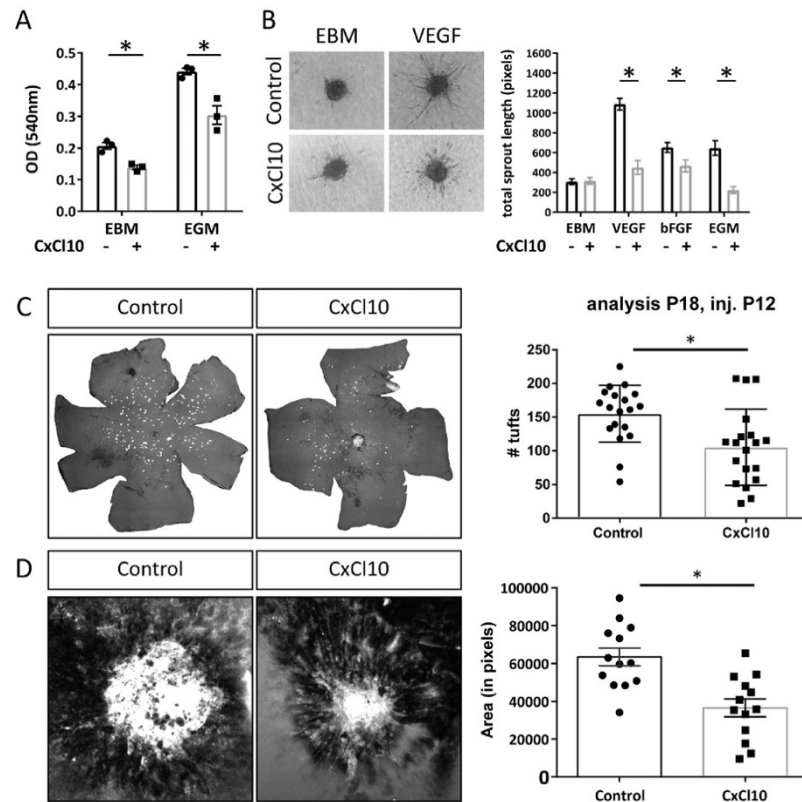 A
OD (540nm)
0.5
0.4
0.3
0.2
0.1
0.0
*
*
EBM
EGM
CxCl10
-
+
-
+
B
EBM
VEGF
Control
CxCl10
total sprout length (pixels)
1600
1400
1200
1000
800
600
400
200
0
*
*
*
EBM
VEGF
bFGF
EGM
CxCl10
-
+
-
+
-
+
-
+
C
Control
CxCl10
analysis P18, inj. P12
# tufts
250
200
150
100
50
0
*
Control
CxCl10
D
Control
CxCl10
Area (in pixels)
100000
80000
60000
40000
20000
0
*
Control
CxCl10